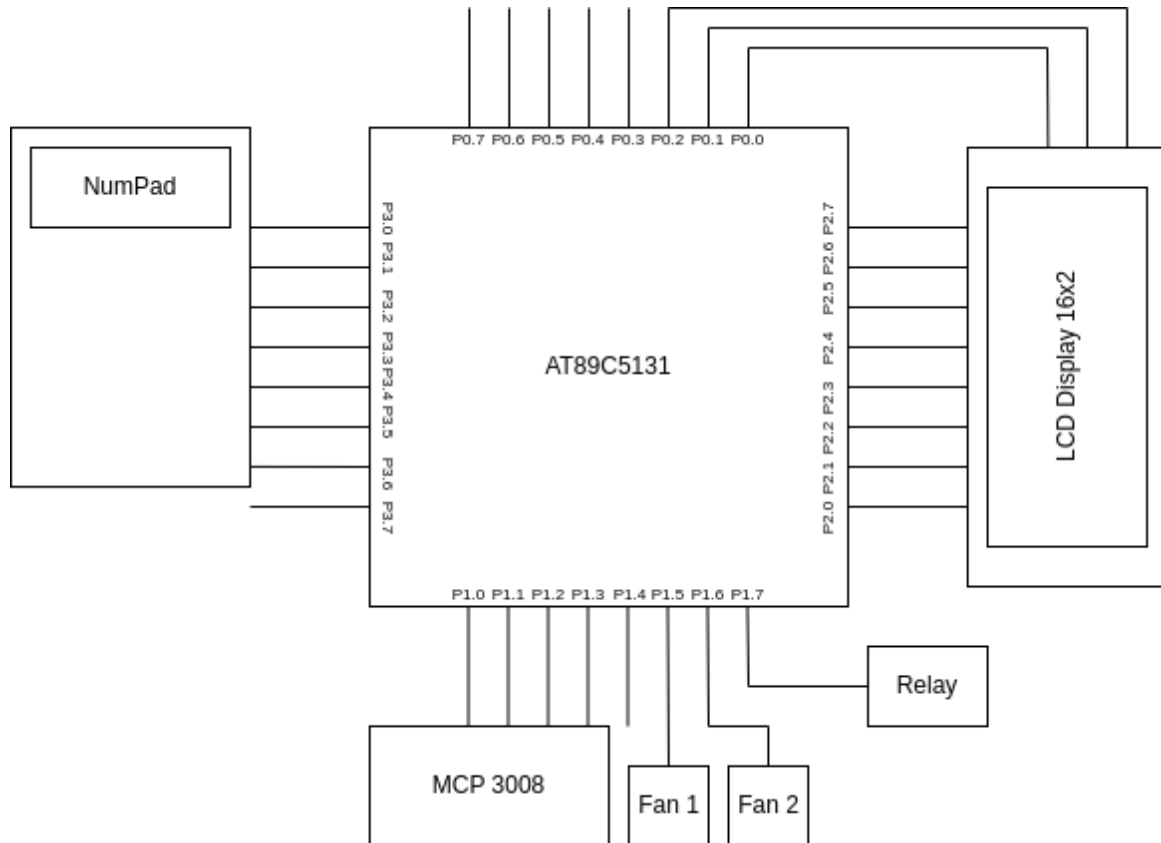 P0.7 P0.6 P0.5 P0.4 P0.3 P0.2 P0.1 P0.0
NumPad
P3.0
P3.1
P3.2
P3.3
P3.4
P3.5
P3.6
P3.7
AT89C5131
P2.7
P2.6
P2.5
P2.4
P2.3
P2.2
P2.1
P2.0
LCD Display 16x2
P1.0 P1.1 P1.2 P1.3 P1.4 P1.5 P1.6 P1.7
Relay
MCP 3008
Fan 1
Fan 2